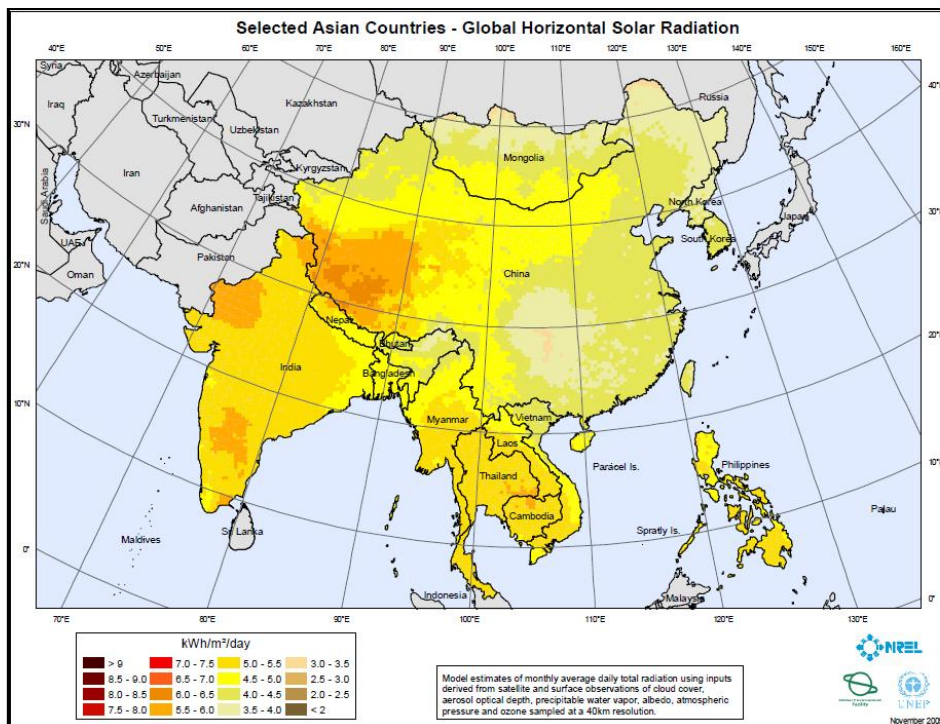 Selected Asian Countries - Global Horizontal Solar Radiation
40°E 50°E 60°E 70°E 80°E 90°E 100°E 110°E 120°E 130°E 140°E 150°E 160°E
Syria
Azerbaijan
Iraq
Kazakhstan
Russia
40°N
Turkmenistan
Uzbekistan
30°N
Mongolia
Kyrgyzstan
Iran
Tajikistan
Saudi Arabia
Afghanistan
North Korea
Japan
30°N
UAE
South Korea
Pakistan
Oman
China
20°N
20°N
Nepal
Bhutan
India
Bangladesh
10°N
Myanmar
Vietnam
Laos
10°N
Paracel Is.
Philippines
Thailand
Cambodia
Palau
Maldives
Sri Lanka
Spratly Is.
0°
Indonesia
Malaysia
0°
70°E 80°E 90°E 100°E 110°E 120°E 130°E
kWh/m²/day
> 9 7.0 - 7.5 5.0 - 5.5 3.0 - 3.5
8.5 - 9.0 6.5 - 7.0 4.5 - 5.0 2.5 - 3.0
8.0 - 8.5 6.0 - 6.5 4.0 - 4.5 2.0 - 2.5
7.5 - 8.0 5.5 - 6.0 3.5 - 4.0 < 2
Model estimates of monthly average daily total radiation using inputs
derived from satellite and surface observations of cloud cover,
aerosol optical depth, precipitable water vapor, albedo, atmospheric
pressure and ozone sampled at a 40km resolution.
NREL
UNEP
November